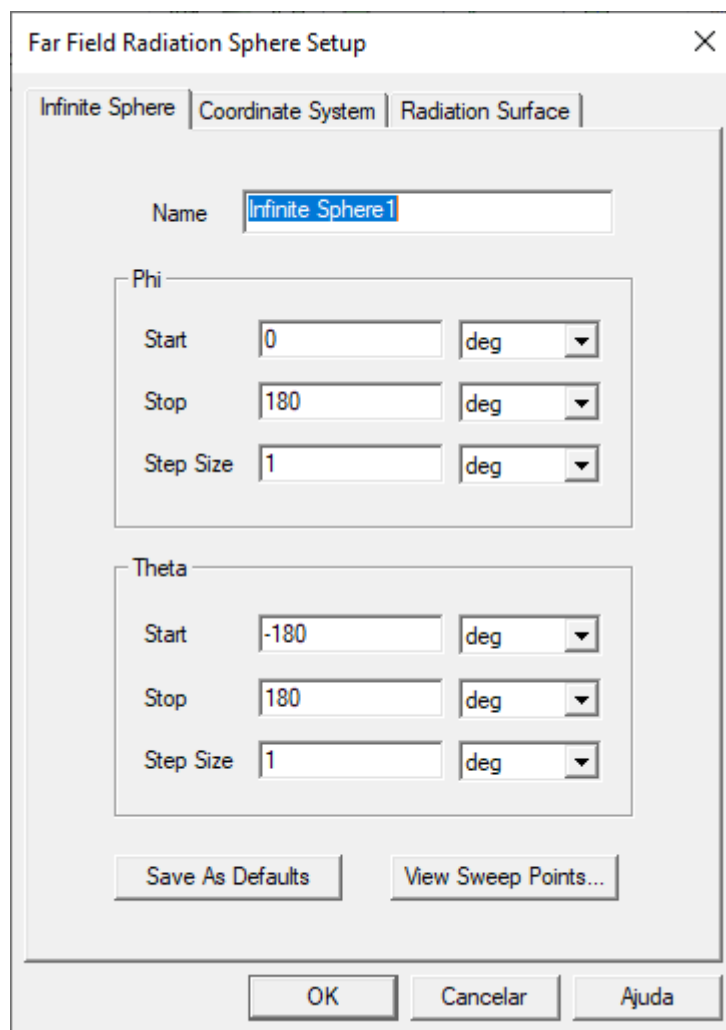 Far Field Radiation Sphere Setup
Infinite Sphere Coordinate System Radiation Surface
Name Infinite Sphere1
Phi
Start 0 deg
Stop 180 deg
Step Size 1 deg
Theta
Start -180 deg
Stop 180 deg
Step Size 1 deg
Save As Defaults View Sweep Points...
OK Cancelar Ajuda